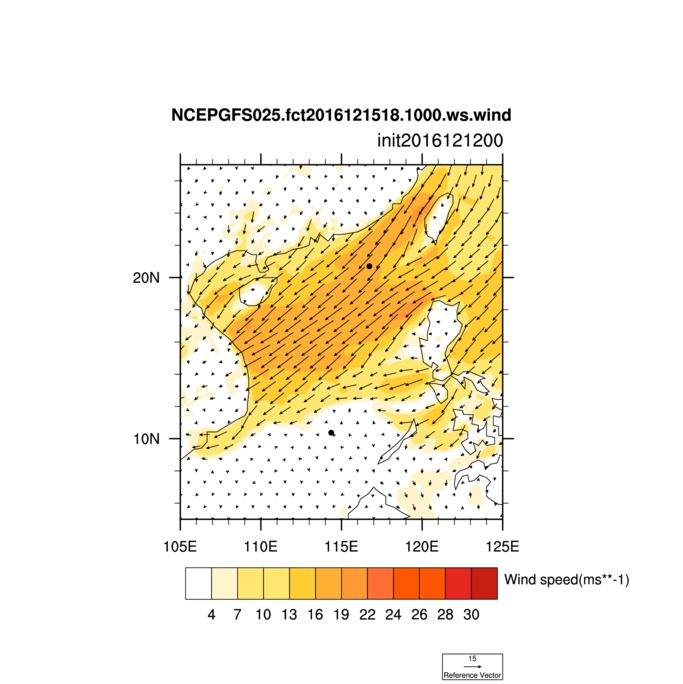 NCEPGFS025.fct2016121518.1000.ws.wind
init2016121200
20N
10N
105E 110E 115E 120E 125E
Wind speed(ms**-1)
4 7 10 13 16 19 22 24 26 28 30
15
Reference Vector